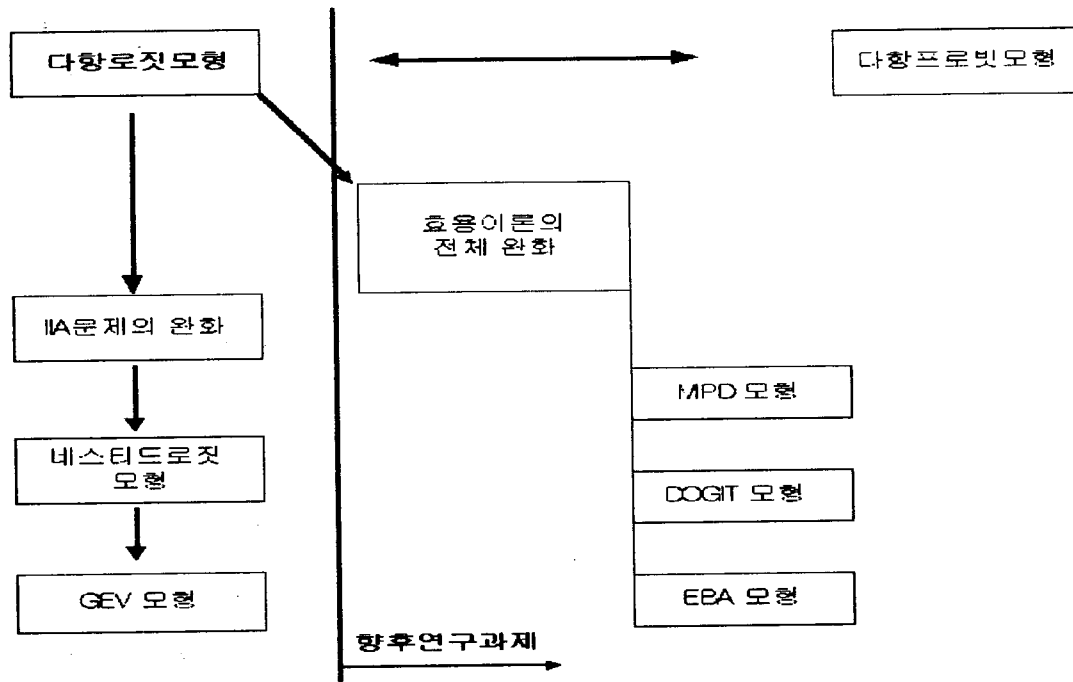 다항로짓모형
다항프로빗모형
효용이론의
전체 완화
IIA문제의 완화
MPD 모형
네스티드로짓
모형
DOGIT 모형
GEV 모형
EBA 모형
향후연구과제